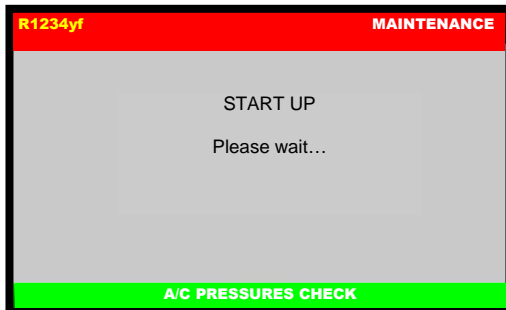 R1234yf MAINTENANCE
START UP
Please wait…
A/C PRESSURES CHECK